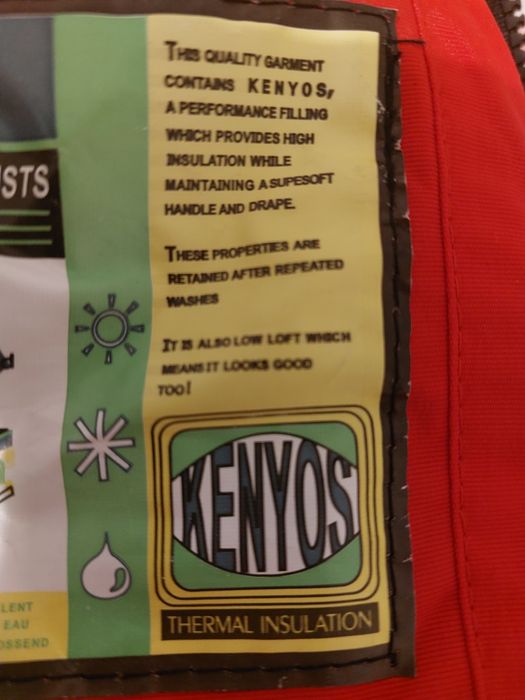 THIS QUALITY GARMENT
CONTAINS KENYOS,
A PERFORMANCE FILLING
WHICH PROVIDES HIGH
INSULATION WHILE
MAINTAINING A SUPESOFT
HANDLE AND DRAPE.
THESE PROPERTIES ARE
RETAINED AFTER REPEATED
WASHES
IT IS ALSO LOW LOFT WHICH
MEANS IT LOOKS GOOD
TOO!
KENYOS
THERMAL INSULATION
STS
LENT
EAU
OSSEND